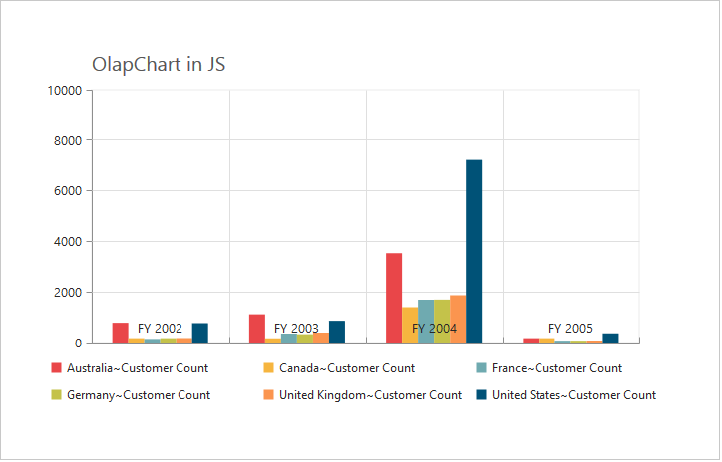 OlapChart in JS
10000
8000
6000
4000
2000
0
FY 2002 FY 2003 FY 2004 FY 2005
Australia~Customer Count Canada~Customer Count France~Customer Count
Germany~Customer Count United Kingdom~Customer Count United States~Customer Count